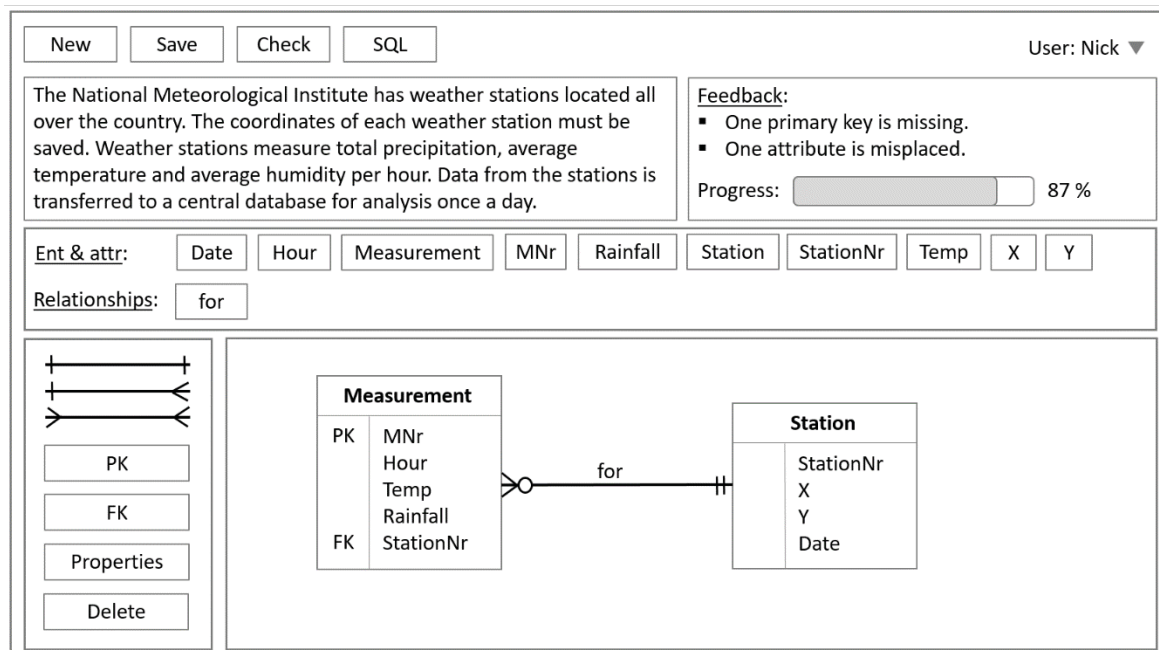 New Save Check SQL User: Nick
The National Meteorological Institute has weather stations located all
over the country. The coordinates of each weather station must be
saved. Weather stations measure total precipitation, average
temperature and average humidity per hour. Data from the stations is
transferred to a central database for analysis once a day.
Feedback:
▪ One primary key is missing.
▪ One attribute is misplaced.
Progress: 87 %
Ent & attr: Date Hour Measurement MNr Rainfall Station StationNr Temp X Y
Relationships: for
PK
FK
Properties
Delete
Measurement
PK MNr
Hour
Temp
Rainfall
FK StationNr
for
Station
StationNr
X
Y
Date